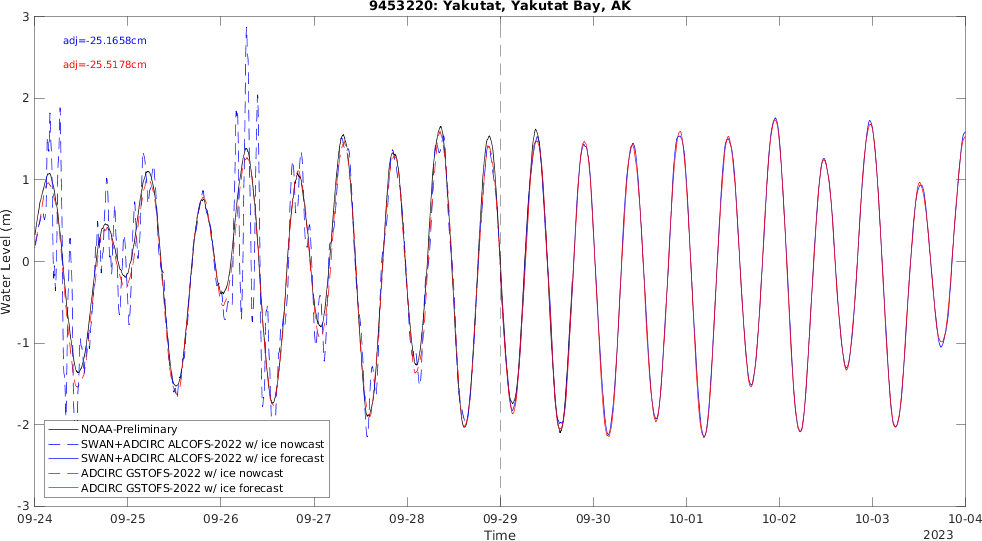 9453220: Yakutat, Yakutat Bay, AK
adj=-25.1658cm
adj=-25.5178cm
Water Level (m)
3
2
1
0
-1
-2
-3
NOAA-Preliminary
SWAN+ADCIRC ALCOFS-2022 w/ ice nowcast
SWAN+ADCIRC ALCOFS-2022 w/ ice forecast
ADCIRC GSTOFS-2022 w/ ice nowcast
ADCIRC GSTOFS-2022 w/ ice forecast
09-24 09-25 09-26 09-27 09-28 09-29 09-30 10-01 10-02 10-03 10-04
Time
2023